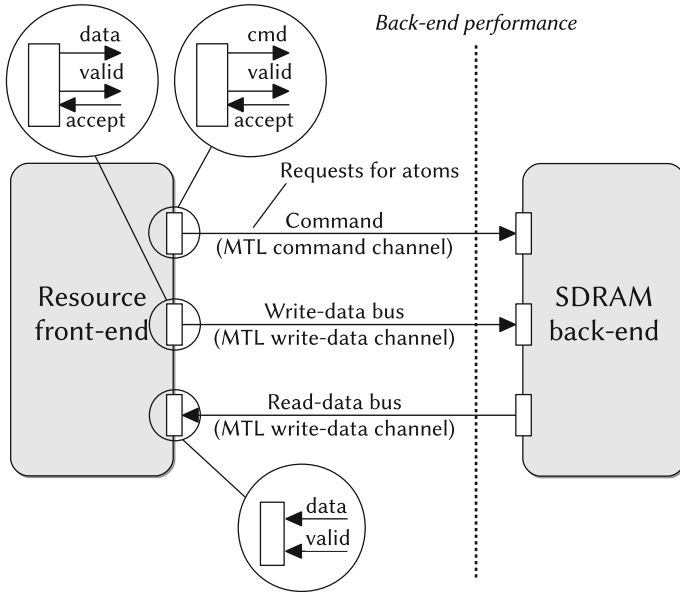 Back-end performance
data
valid
accept
cmd
valid
accept
Requests for atoms
Command
(MTL command channel)
Resource
front-end
Write-data bus
(MTL write-data channel)
SDRAM
back-end
Read-data bus
(MTL write-data channel)
data
valid